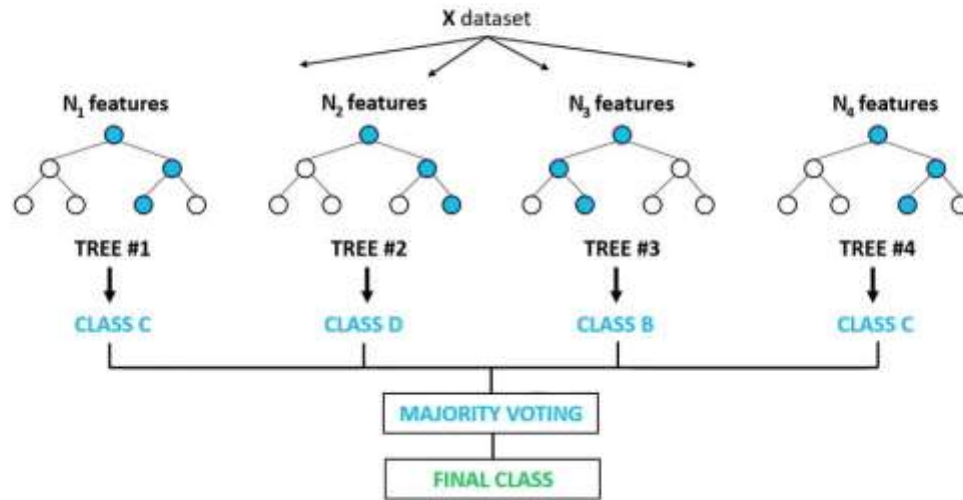 X dataset
N₁ features
N₂ features
N₃ features
N₄ features
TREE #1
TREE #2
TREE #3
TREE #4
CLASS C
CLASS D
CLASS B
CLASS C
MAJORITY VOTING
FINAL CLASS